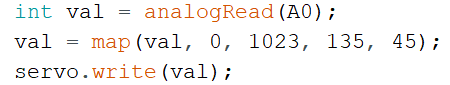 int val = analogRead(A0);
val = map(val, 0, 1023, 135, 45);
servo.write(val);